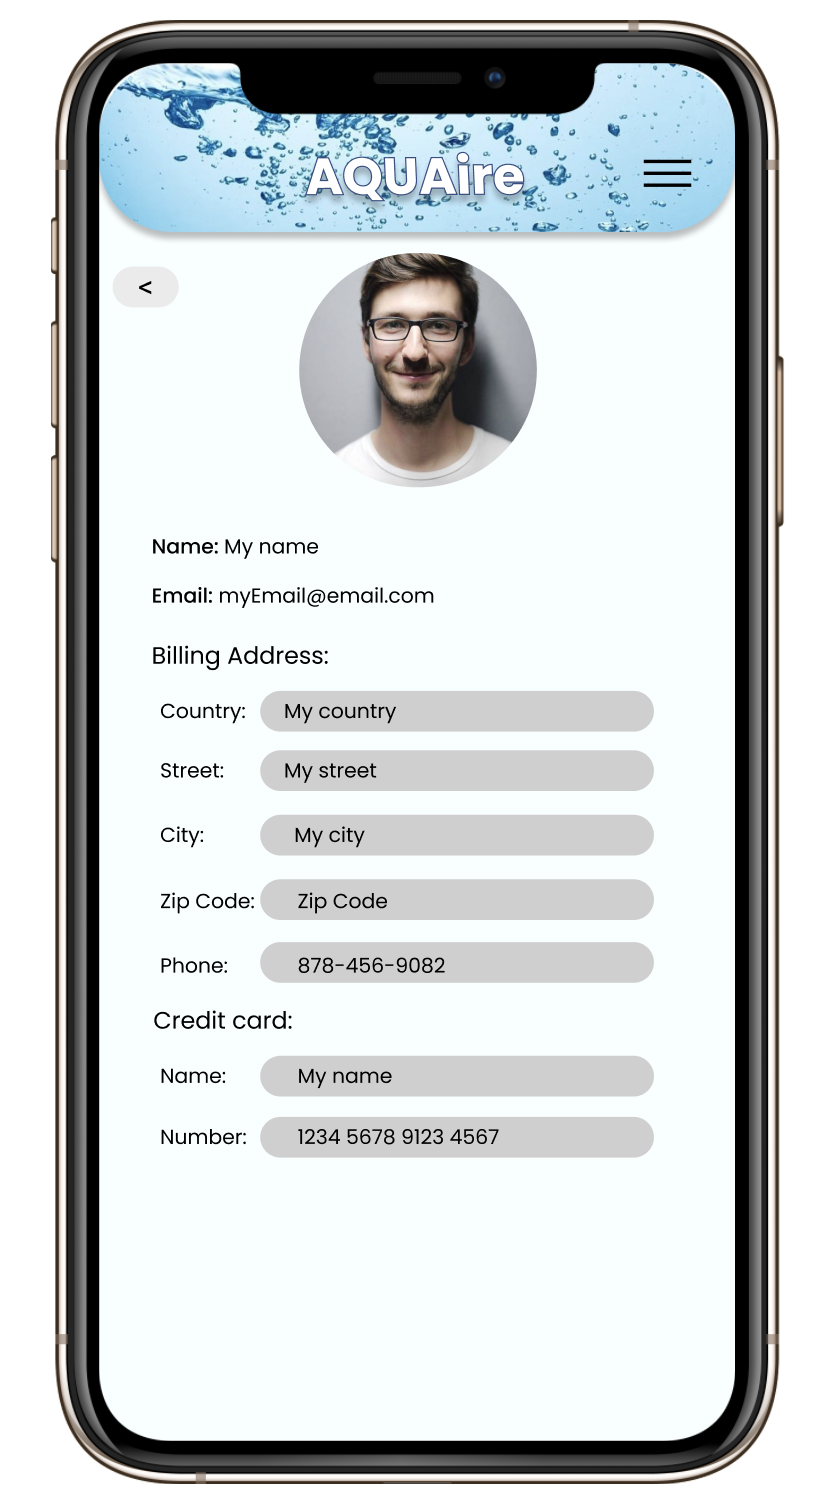 AQUAire
<
Name: My name
Email: myEmail@email.com
Billing Address:
Country: My country
Street: My street
City: My city
Zip Code: Zip Code
Phone: 878-456-9082
Credit card:
Name: My name
Number: 1234 5678 9123 4567